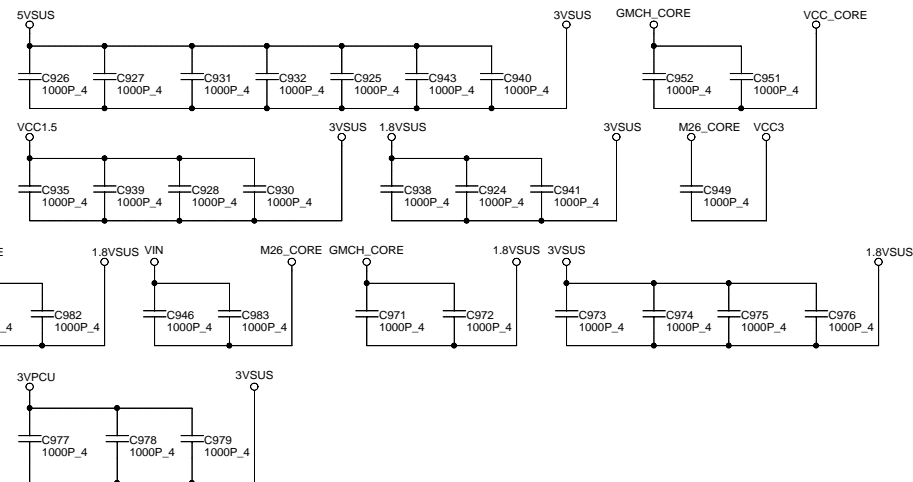 5VSUS 3VSUS GMCH_CORE VCC_CORE
C926 C927 C931 C932 C925 C943 C940 C952 C951
1000P_4 1000P_4 1000P_4 1000P_4 1000P_4 1000P_4 1000P_4 1000P_4 1000P_4
VCC1.5 3VSUS 1.8VSUS 3VSUS M26_CORE VCC3
C935 C939 C928 C930 C938 C924 C941 C949
1000P_4 1000P_4 1000P_4 1000P_4 1000P_4 1000P_4 1000P_4 1000P_4
E 1.8VSUS VIN M26_CORE GMCH_CORE 1.8VSUS 3VSUS 1.8VSUS
C982 C946 C983 C971 C972 C973 C974 C975 C976
_4 1000P_4 1000P_4 1000P_4 1000P_4 1000P_4 1000P_4 1000P_4 1000P_4 1000P_4
3VPCU 3VSUS
C977 C978 C979
1000P_4 1000P_4 1000P_4